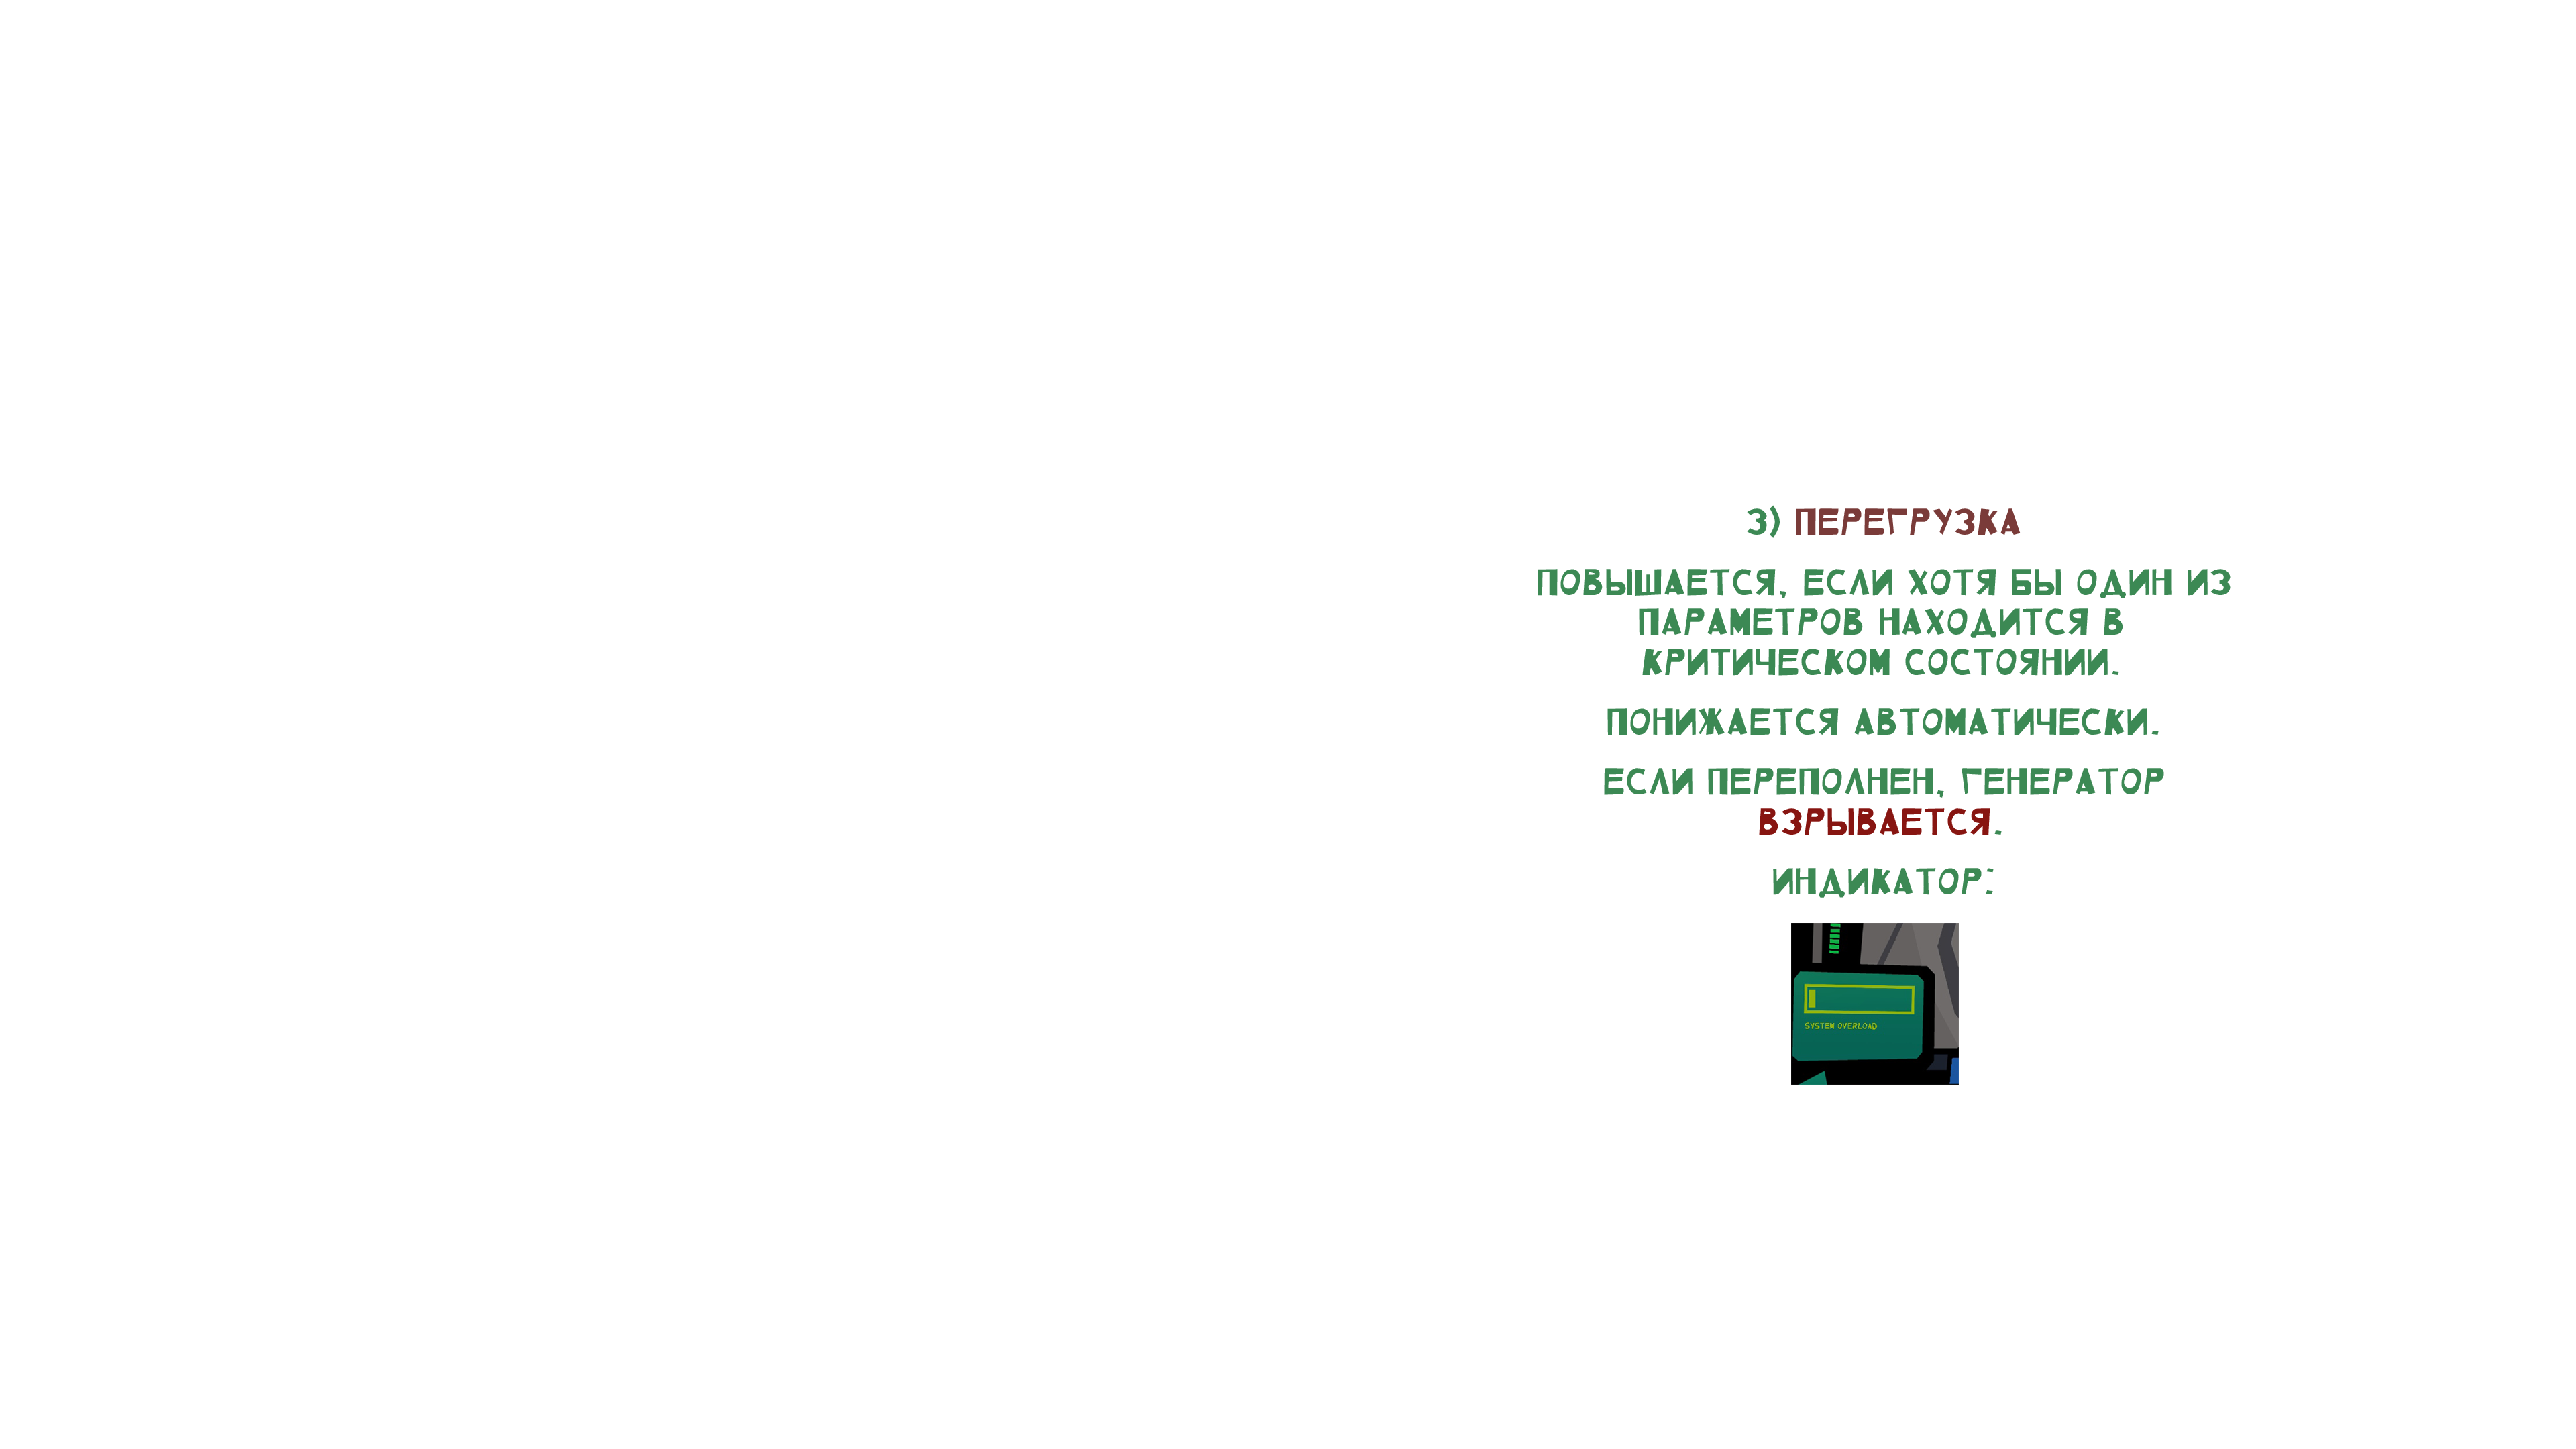 3) ПЕРЕГРУЗКА
ПОВЫШАЕТСЯ, ЕСЛИ ХОТЯ БЫ ОДИН ИЗ
ПАРАМЕТРОВ НАХОДИТСЯ В
КРИТИЧЕСКОМ СОСТОЯНИИ.
ПОНИЖАЕТСЯ АВТОМАТИЧЕСКИ.
ЕСЛИ ПЕРЕПОЛНЕН, ГЕНЕРАТОР
ВЗРЫВАЕТСЯ.
ИНДИКАТОР:
SYSTEM OVERLOAD